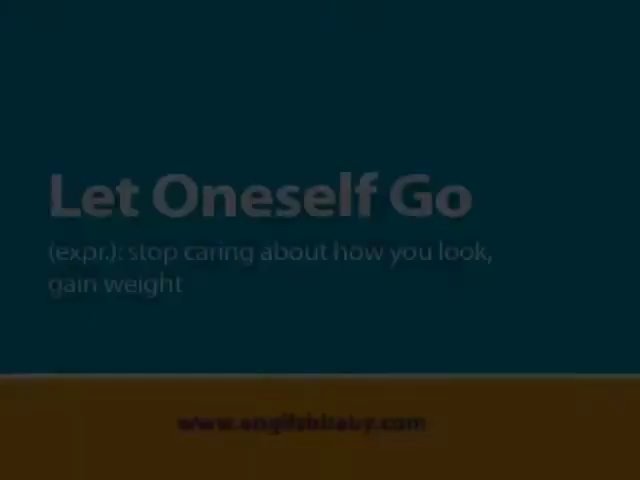 Let Oneself Go
(expr.): stop caring about how you look,
gain weight
www.englishbaby.com